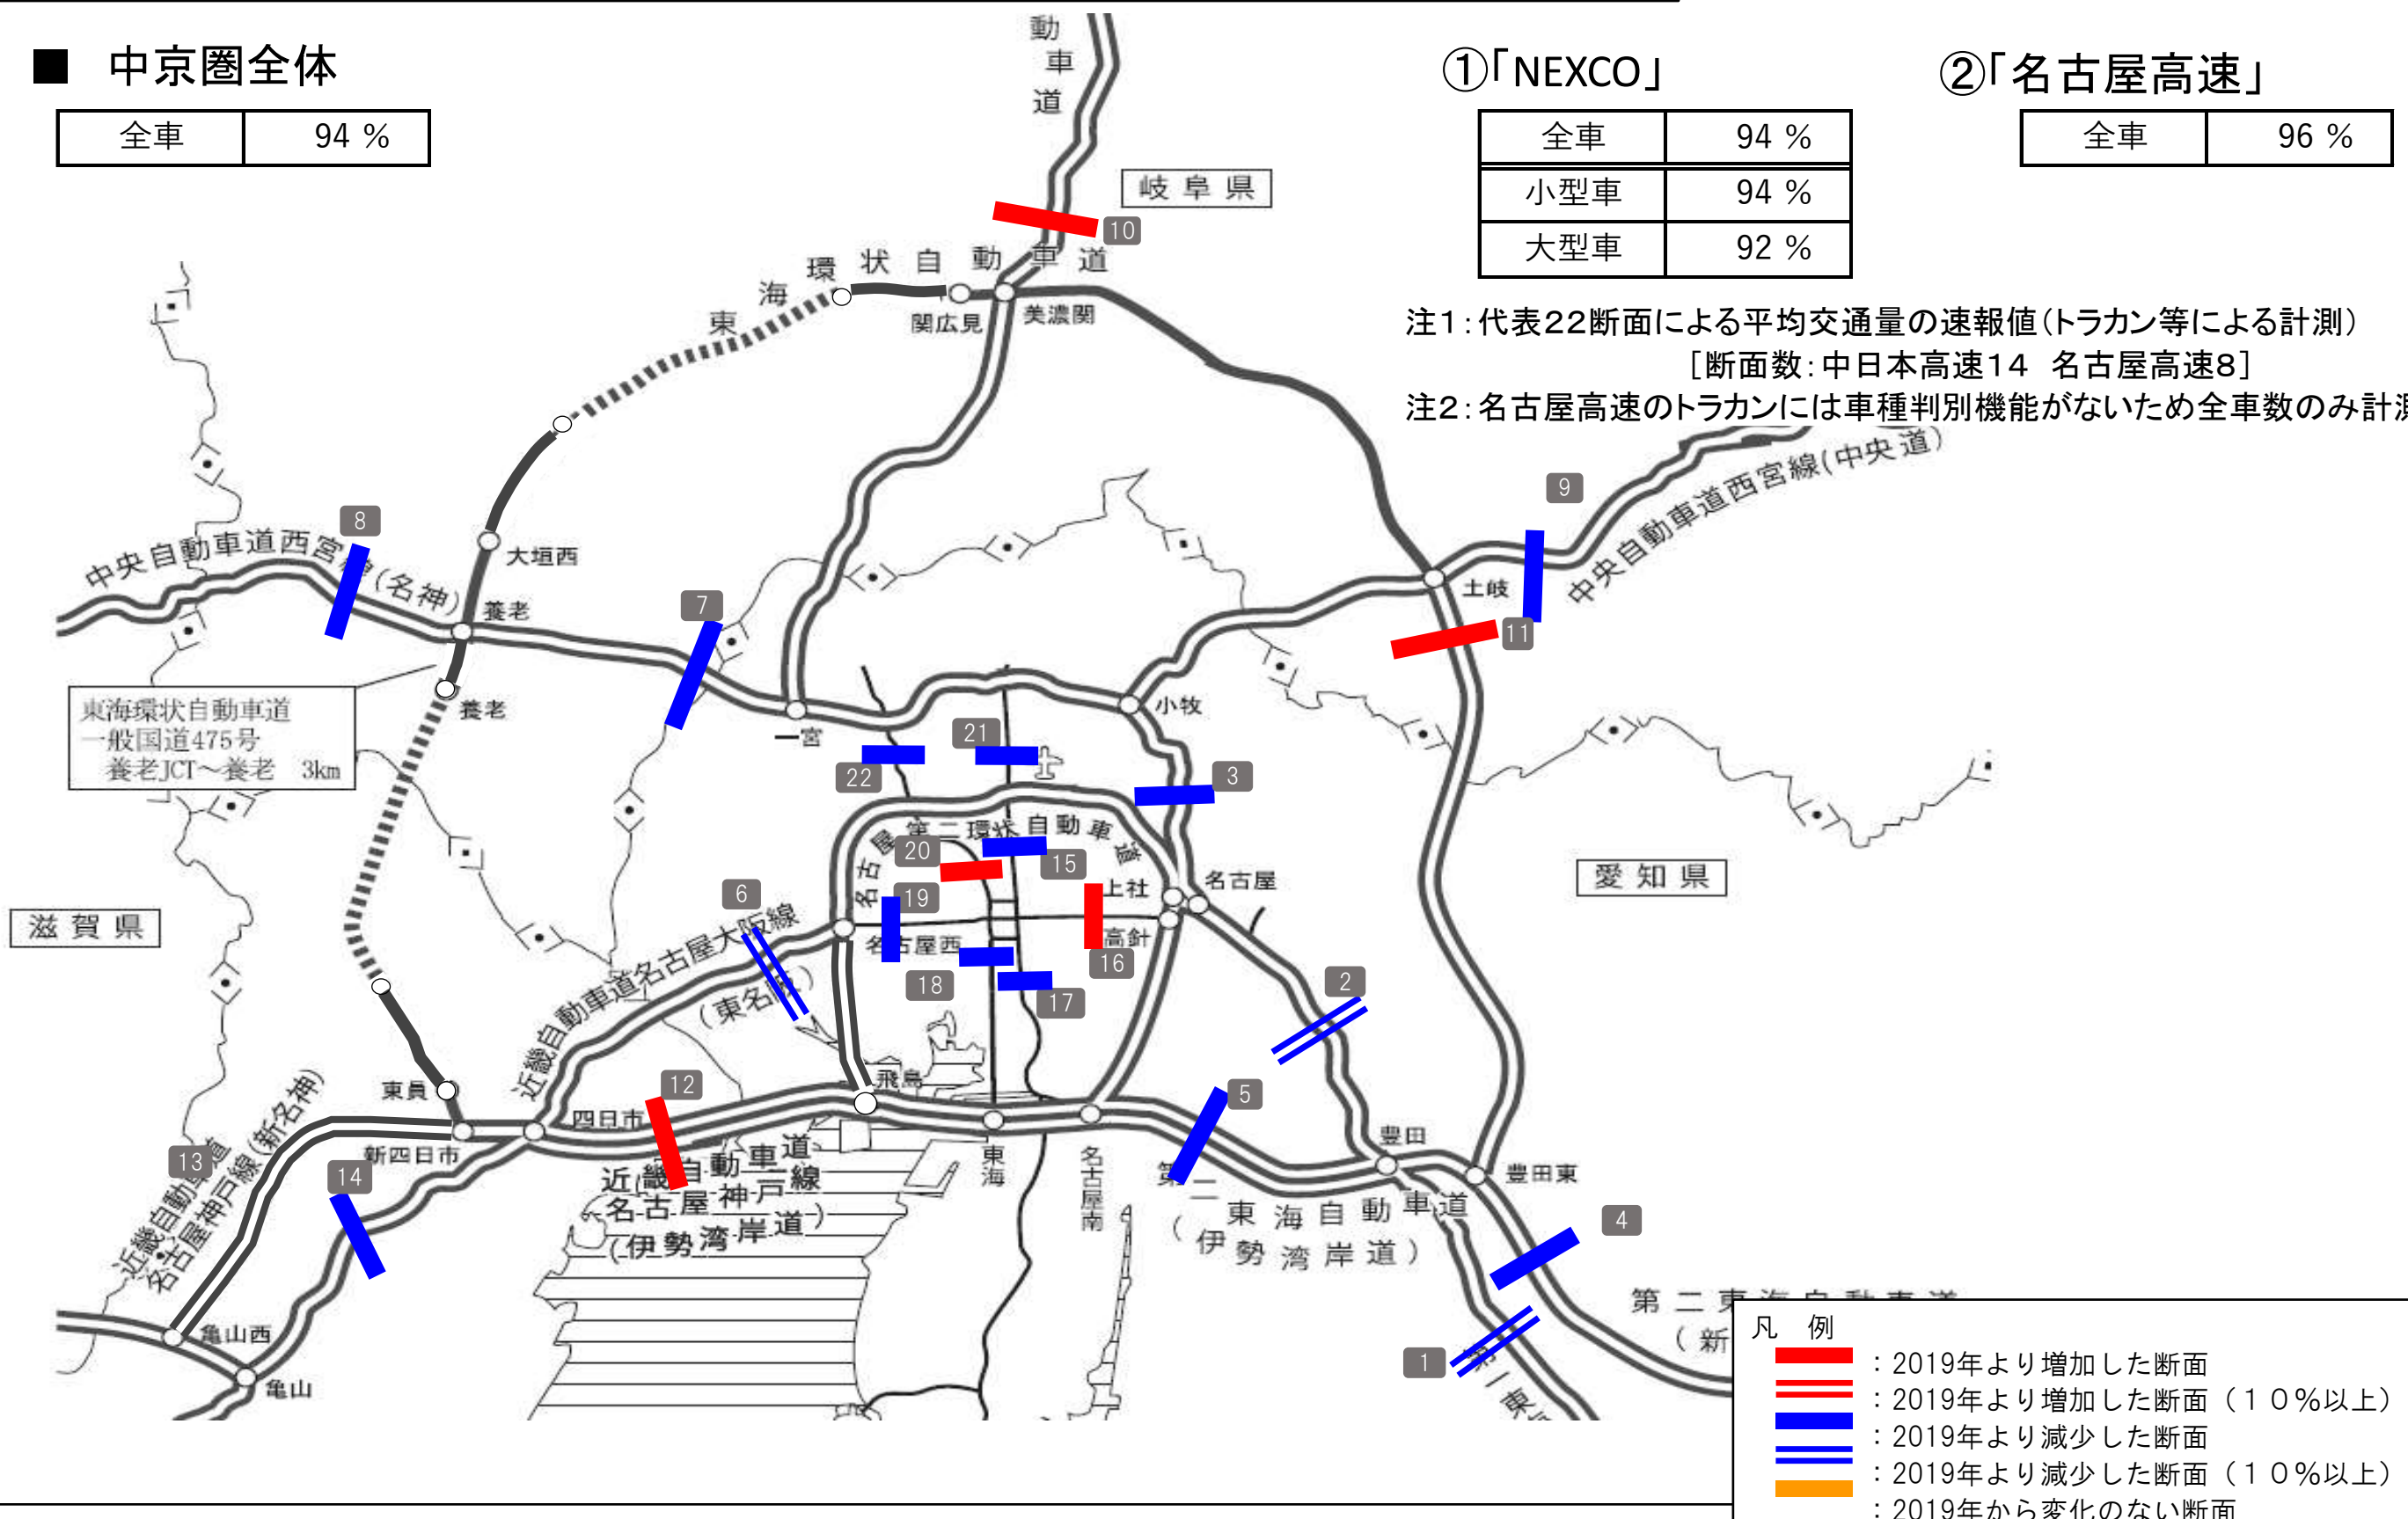 ■ 中京圏全体
全車 94 %
①「NEXCO」
全車 94 %
小型車 94 %
大型車 92 %
②「名古屋高速」
全車 96 %
注１：代表２２断面による平均交通量の速報値（トラカン等による計測）
［断面数：中日本高速１４ 名古屋高速８］
注２：名古屋高速のトラカンには車種判別機能がないため全車数のみ計
動車道
岐阜県
10
東海環状自動車道
関広見
美濃関
9
中央自動車道西宮線(中央道)
8
中央自動車道西宮線(名神)
大垣西
養老
7
土岐
11
東海環状自動車道
一般国道475号
養老JCT～養老 3km
養老
一宮
小牧
21
22
3
名古屋第二環状自動車道
20
15
上社
名古屋
愛知県
滋賀県
6
19
名古屋西
高針
16
近畿自動車道名古屋大阪線
(東名阪)
18
17
2
東員
12
飛島
5
四日市
新四日市
近畿自動車道
名古屋神戸線
(伊勢湾岸道)
東海
名古屋南
豊田
豊田東
第二東海自動車道
(伊勢湾岸道)
13
14
近畿自動車道
名古屋神戸線(新名神)
4
亀山西
亀山
1
第二東海自動車道
(新
凡 例
：2019年より増加した断面
：2019年より増加した断面（１０％以上）
：2019年より減少した断面
：2019年より減少した断面（１０％以上）
：2019年から変化のない断面